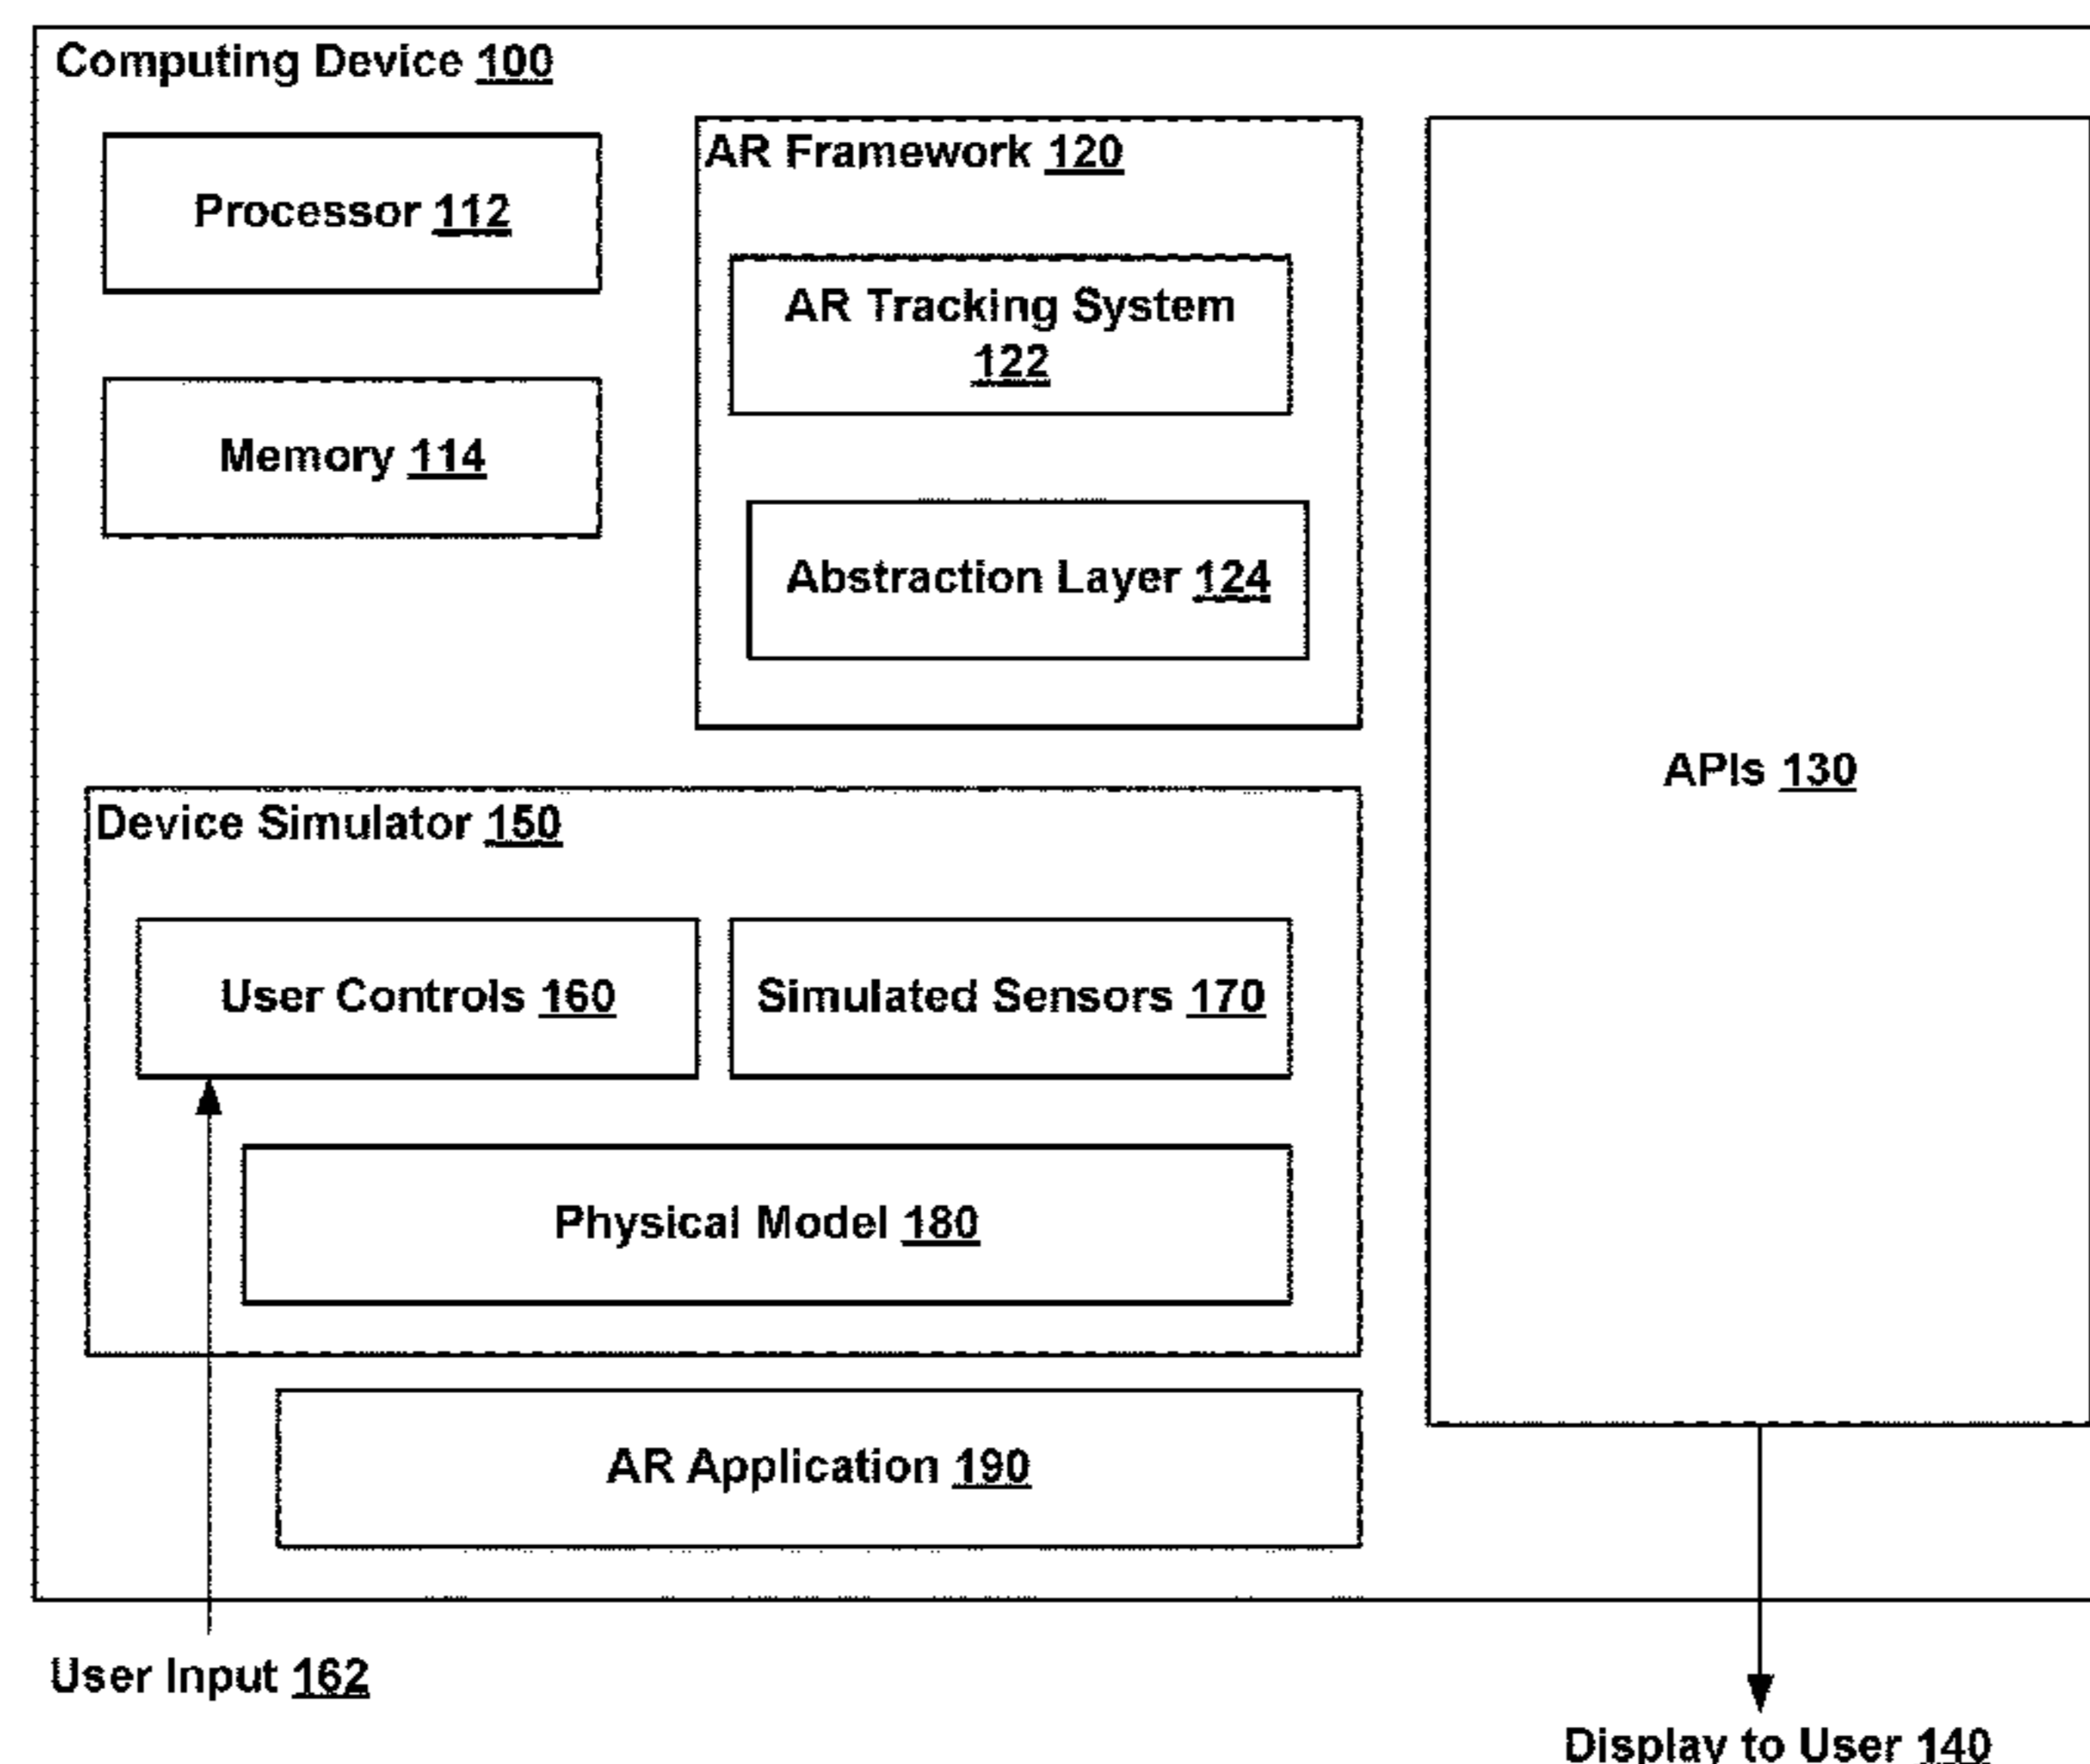 Computing Device 100
Processor 112
Memory 114
AR Framework 120
AR Tracking System
122
Abstraction Layer 124
APIs 130
Device Simulator 150
User Controls 160
Simulated Sensors 170
Physical Model 180
AR Application 190
User Input 162
Display to User 140